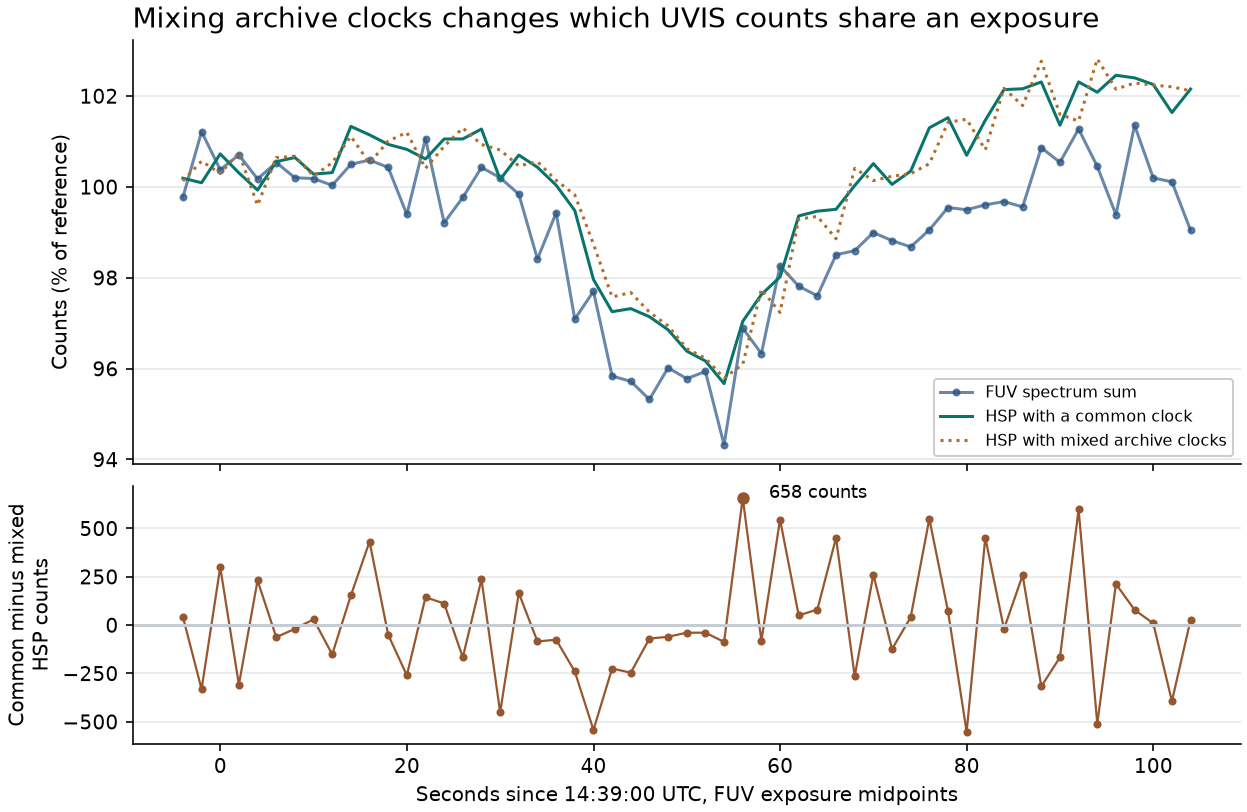 Mixing archive clocks changes which UVIS counts share an exposure
Counts (% of reference)
102
100
98
96
94
FUV spectrum sum
HSP with a common clock
HSP with mixed archive clocks
Common minus mixed
HSP counts
500
250
0
−250
−500
658 counts
0
20
40
60
80
100
Seconds since 14:39:00 UTC, FUV exposure midpoints